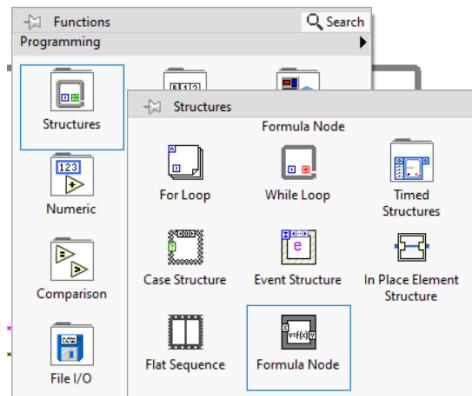 Functions
Search
Programming
Structures
Numeric
Comparison
File I/O
Structures
Formula Node
For Loop
While Loop
Timed
Structures
Case Structure
Event Structure
In Place Element
Structure
Flat Sequence
Formula Node